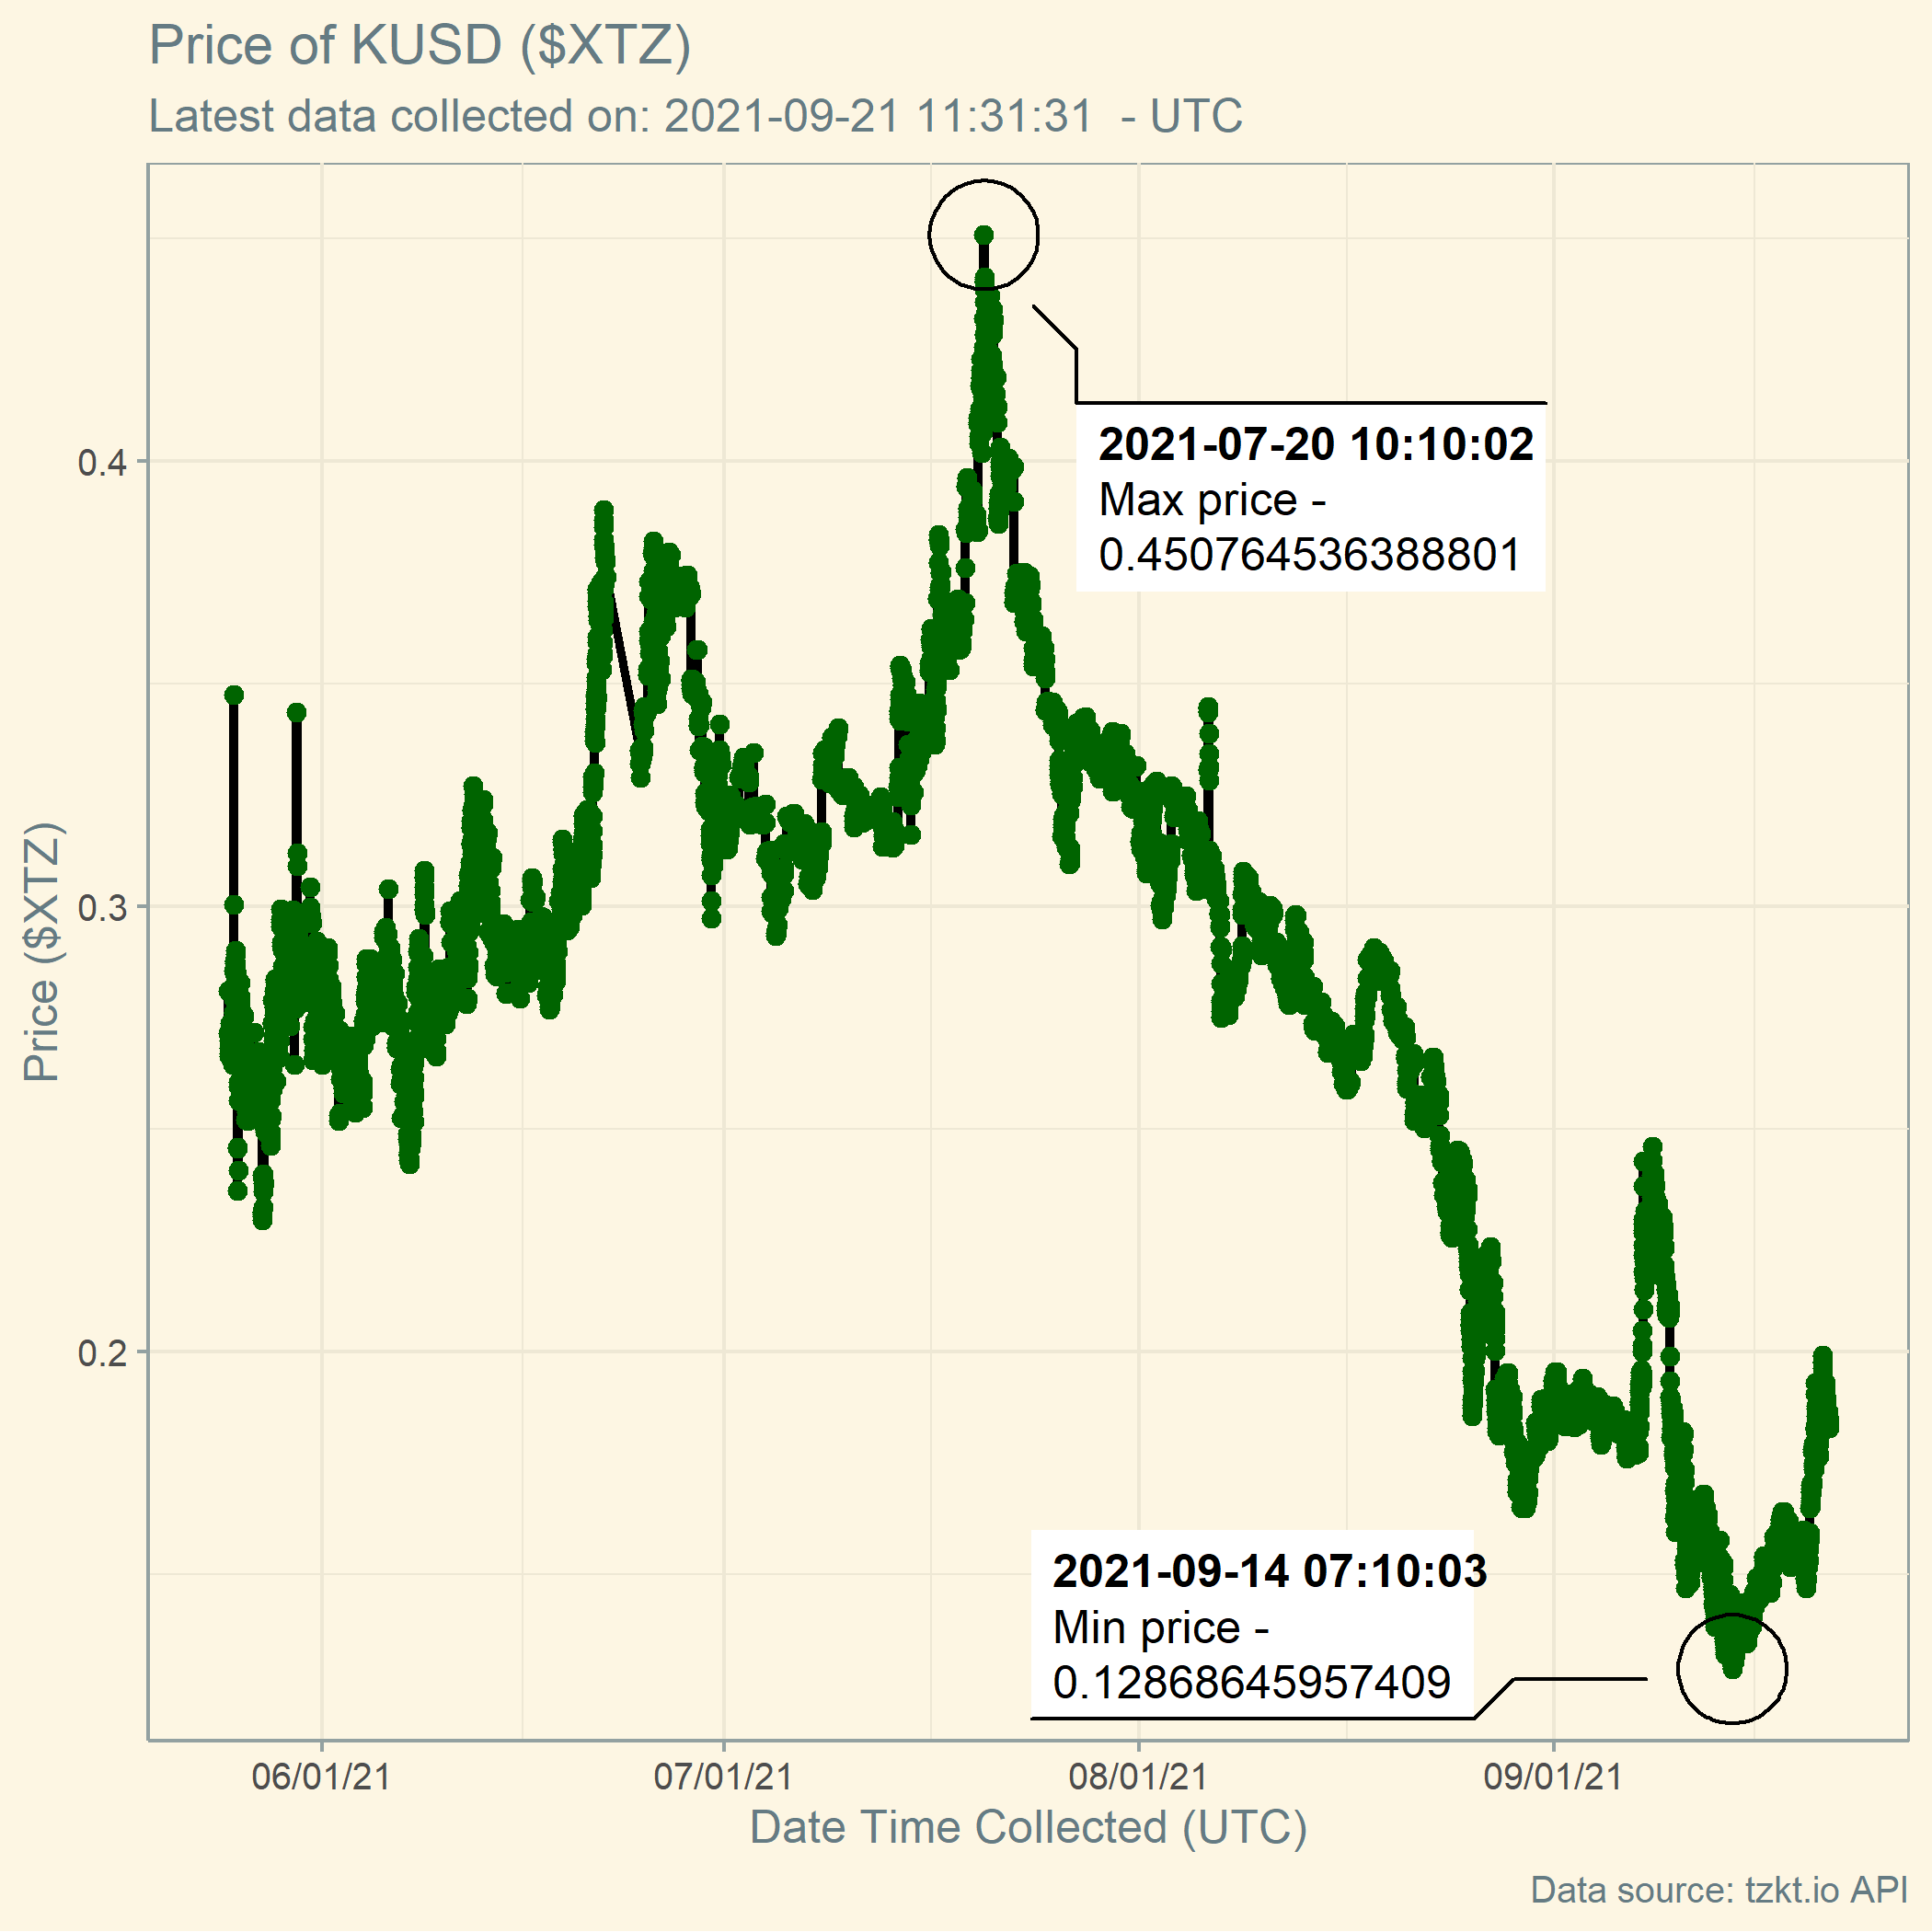 Price of KUSD ($XTZ)
Latest data collected on: 2021-09-21 11:31:31  - UTC
2021-07-20 10:10:02
Max price -
0.450764536388801
0.4
0.3
0.2
Price ($XTZ)
2021-09-14 07:10:03
Min price -
0.12868645957409
06/01/21
07/01/21
08/01/21
09/01/21
Date Time Collected (UTC)
Data source: tzkt.io API